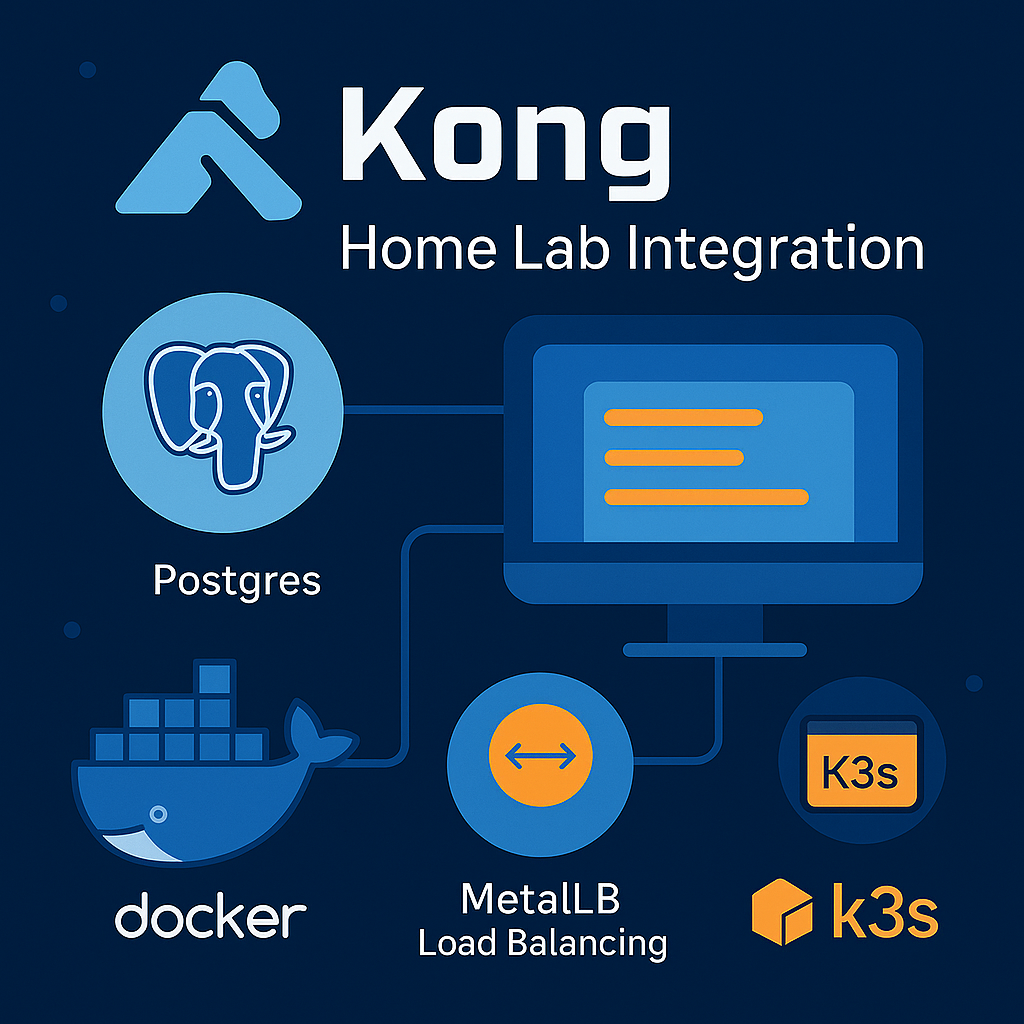 Kong
Home Lab Integration
Postgres
K3s
docker
MetalLB
Load Balancing
k3s